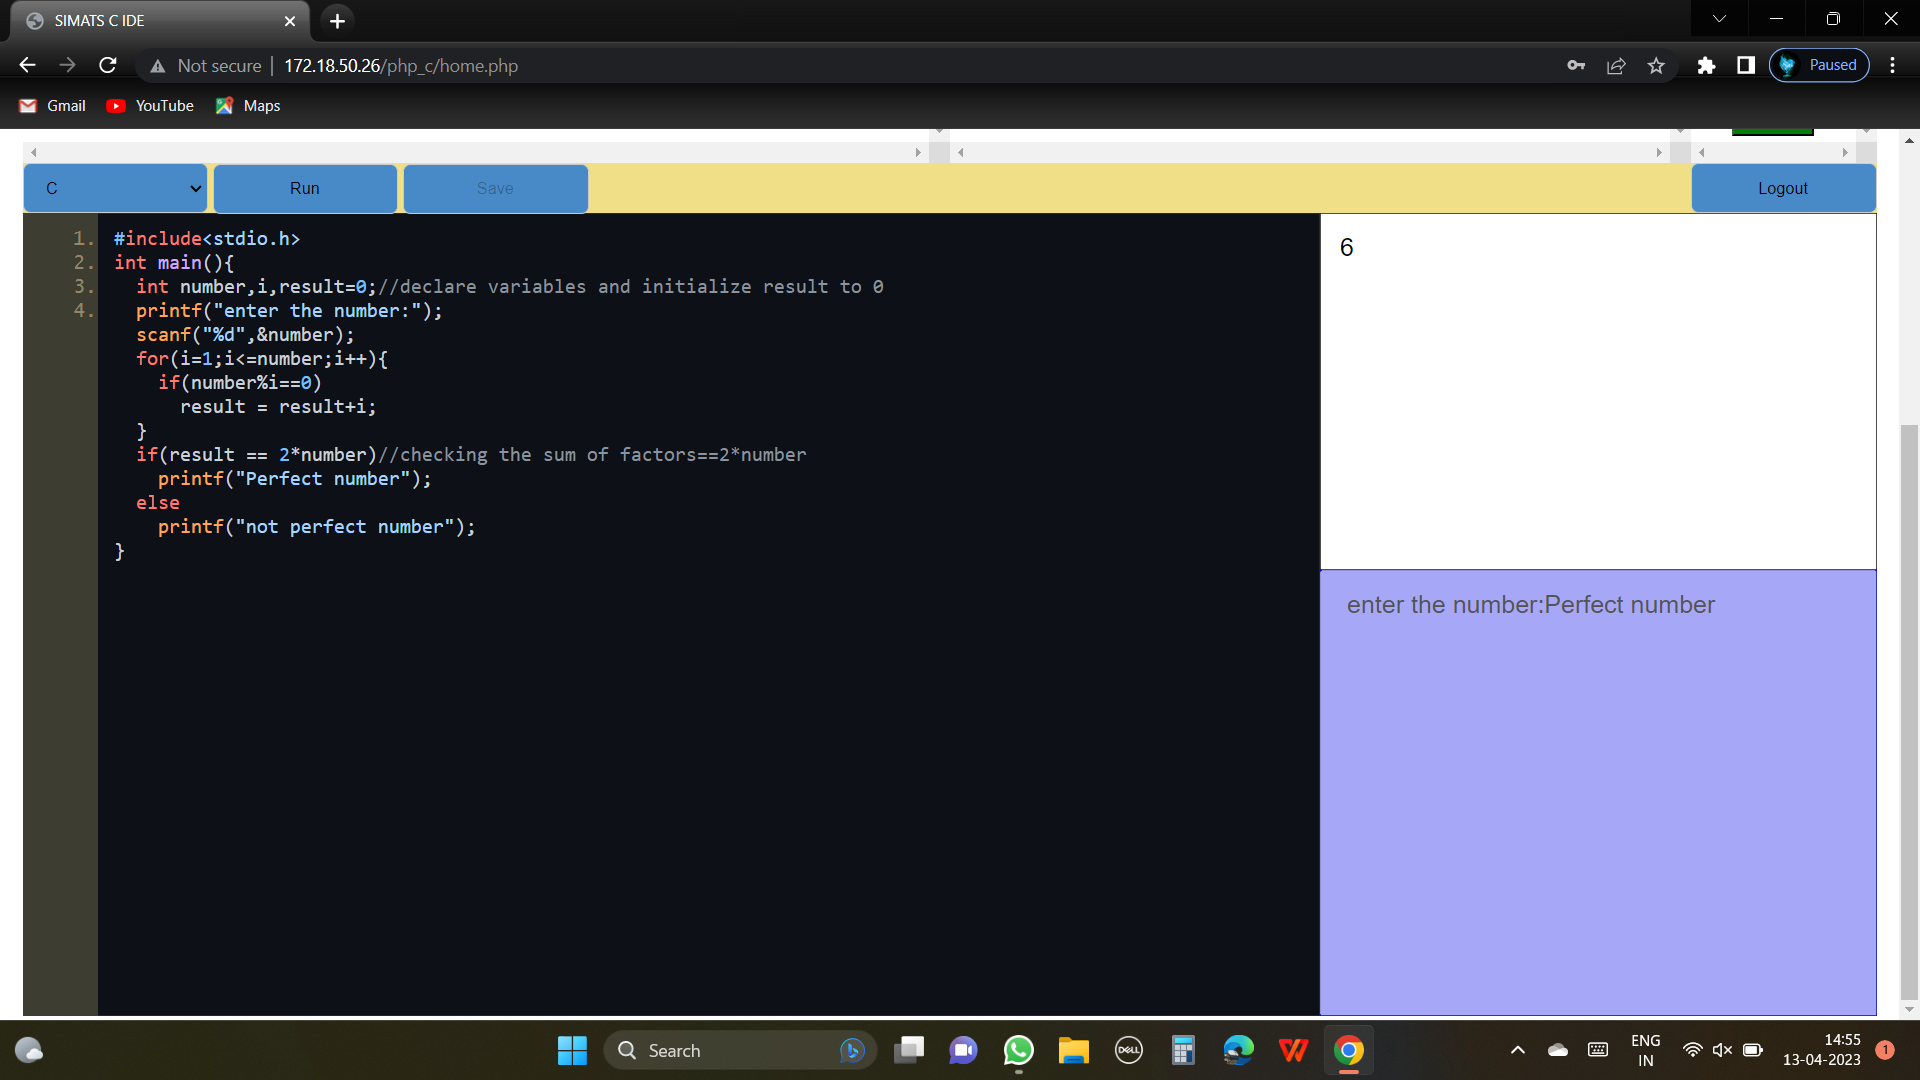 SIMATS C IDE
Not secure
172.18.50.26/php_c/home.php
Paused
Gmail
YouTube
Maps
C
Run
Save
Logout
1. #include<stdio.h>
2. int main(){
3. int number,i,result=0;//declare variables and initialize result to 0
4. printf("enter the number:");
scanf("%d",&number);
for(i=1;i<=number;i++){
if(number%i==0)
result = result+i;
}
if(result == 2*number)//checking the sum of factors==2*number
printf("Perfect number");
else
printf("not perfect number");
}
6
enter the number:Perfect number
Search
DELL
ENG
IN
14:55
13-04-2023
1